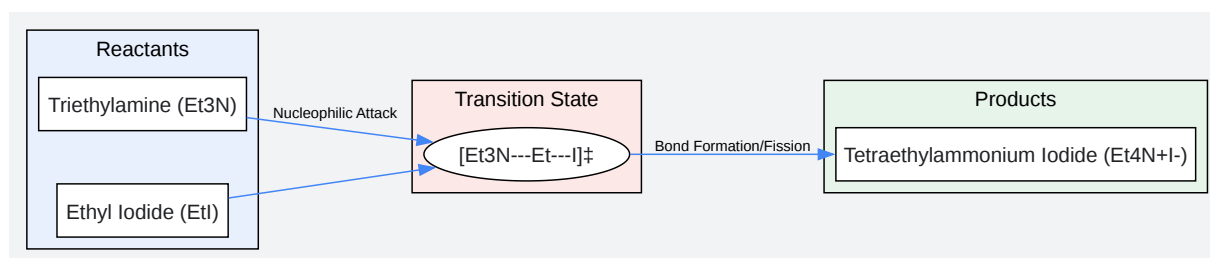 Reactants
Triethylamine (Et3N)
Ethyl Iodide (EtI)
Nucleophilic Attack
Transition State
[Et3N---Et---I]‡
Bond Formation/Fission
Products
Tetraethylammonium Iodide (Et4N+I-)